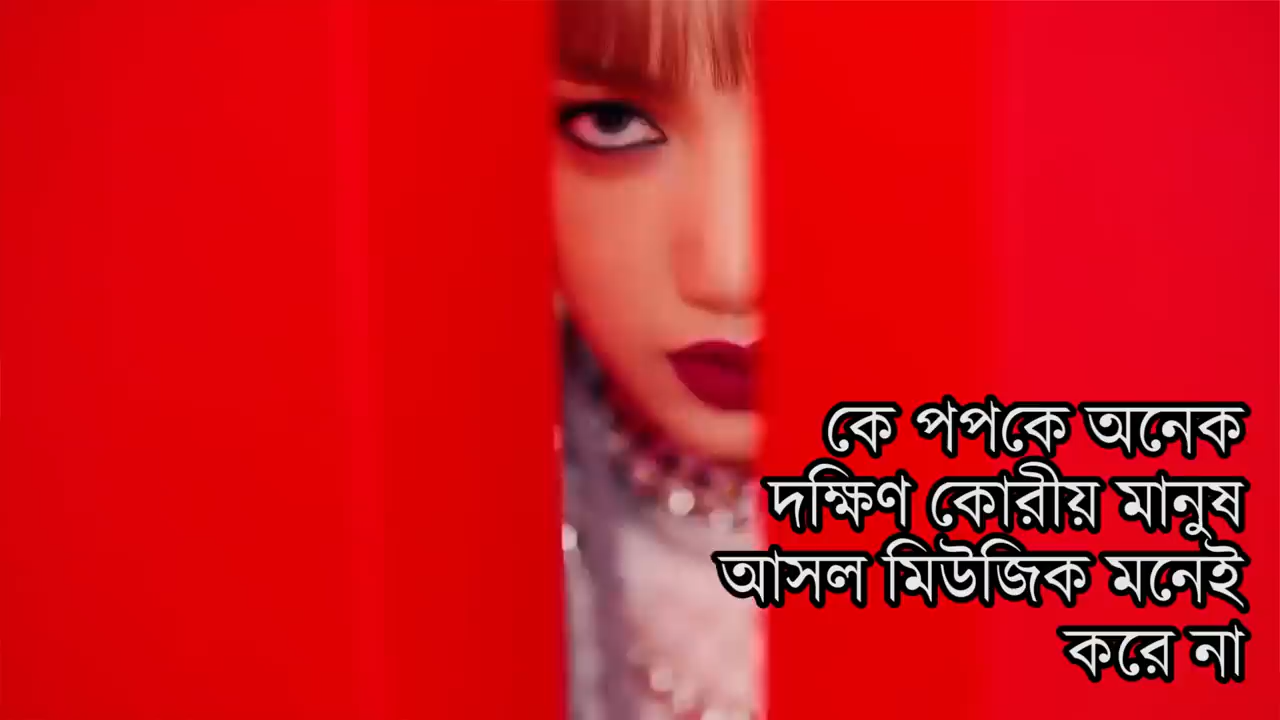 কে পপকে অনেক
দক্ষিণ কোরীয় মানুষ
আসল মিউজিক মনেই
করে না